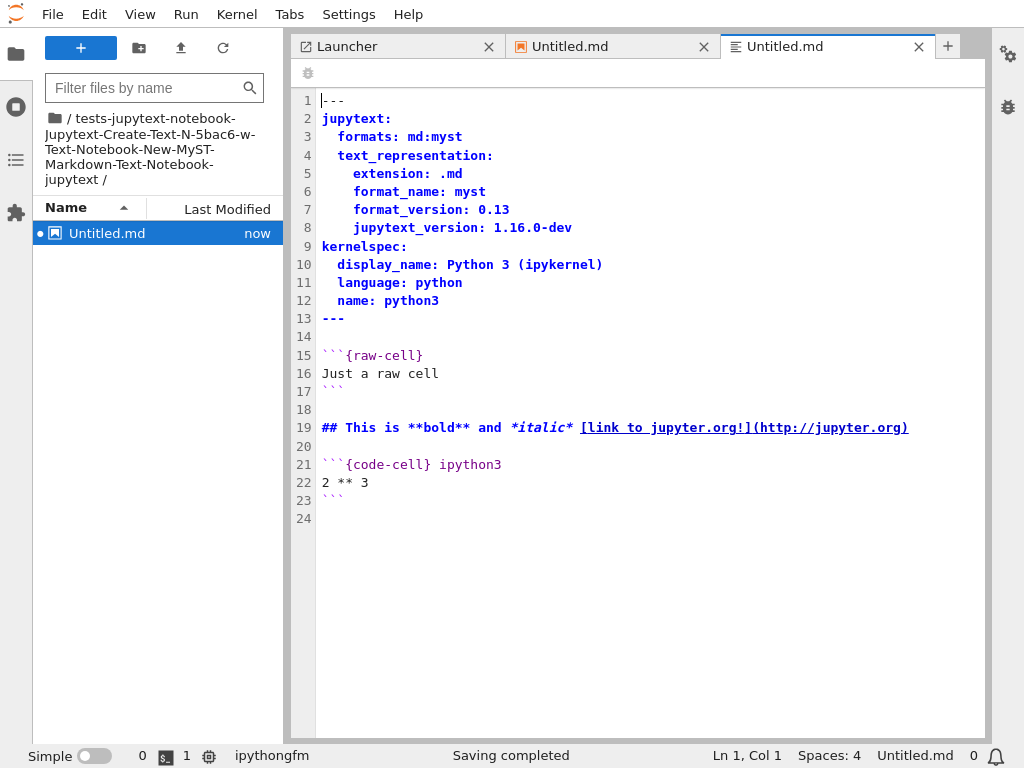 File Edit View Run Kernel Tabs Settings Help
Filter files by name
/ tests-jupytext-notebook-
Jupytext-Create-Text-N-5bac6-w-
Text-Notebook-New-MyST-
Markdown-Text-Notebook-
jupytext /
Name Last Modified
Untitled.md now
Launcher Untitled.md Untitled.md
1 ---
2 jupytext:
3   formats: md:myst
4   text_representation:
5     extension: .md
6     format_name: myst
7     format_version: 0.13
8     jupytext_version: 1.16.0-dev
9 kernelspec:
10   display_name: Python 3 (ipykernel)
11   language: python
12   name: python3
13 ---
14
15 ```{raw-cell}
16 Just a raw cell
17 ```
18
19 ## This is **bold** and *italic* [link to jupyter.org!](http://jupyter.org)
20
21 ```{code-cell} ipython3
22 2 ** 3
23 ```
24
Simple 0 $_ 1 ipythongfm Saving completed Ln 1, Col 1 Spaces: 4 Untitled.md 0